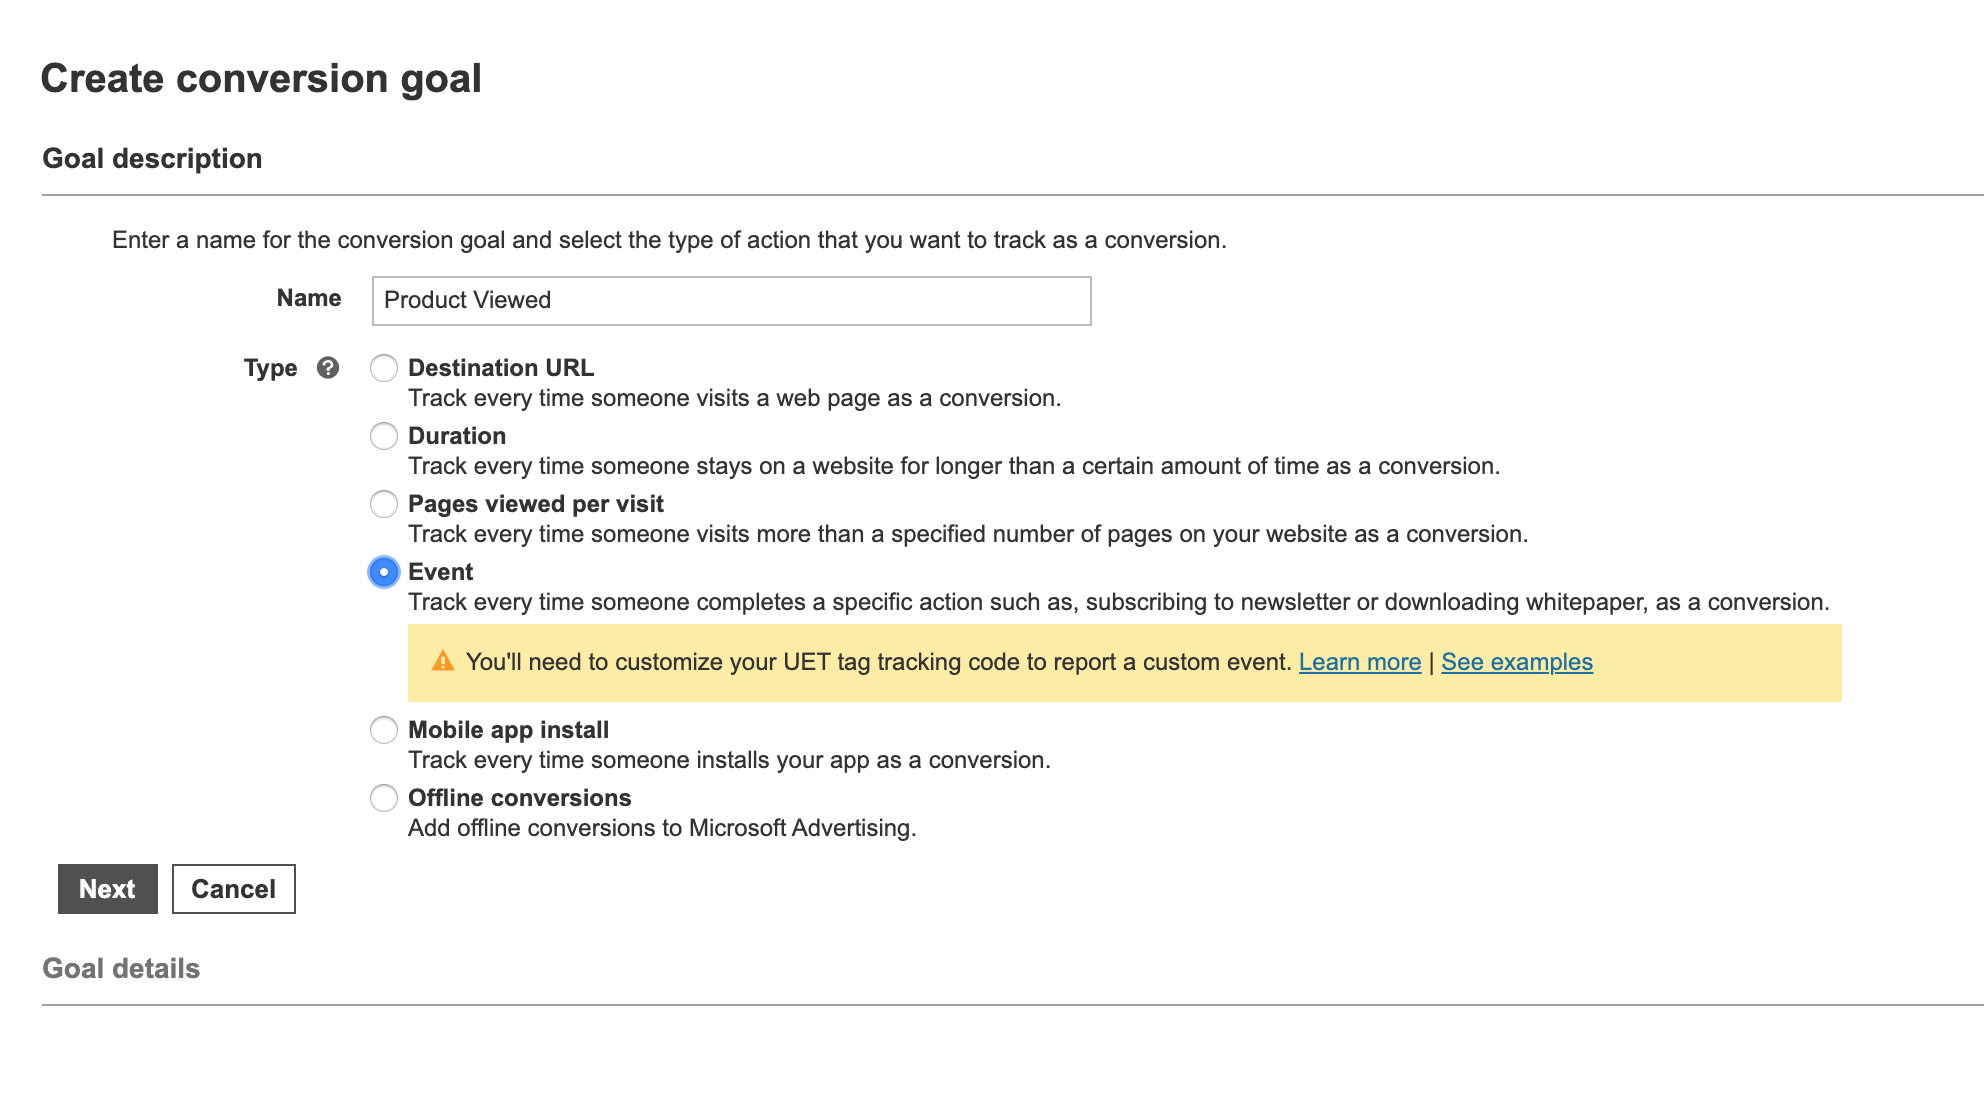 Create conversion goal
Goal description
Enter a name for the conversion goal and select the type of action that you want to track as a conversion.
Name Product Viewed
Type ? Destination URL
Track every time someone visits a web page as a conversion.
Duration
Track every time someone stays on a website for longer than a certain amount of time as a conversion.
Pages viewed per visit
Track every time someone visits more than a specified number of pages on your website as a conversion.
Event
Track every time someone completes a specific action such as, subscribing to newsletter or downloading whitepaper, as a conversion.
You'll need to customize your UET tag tracking code to report a custom event. Learn more | See examples
Mobile app install
Track every time someone installs your app as a conversion.
Offline conversions
Add offline conversions to Microsoft Advertising.
Next Cancel
Goal details